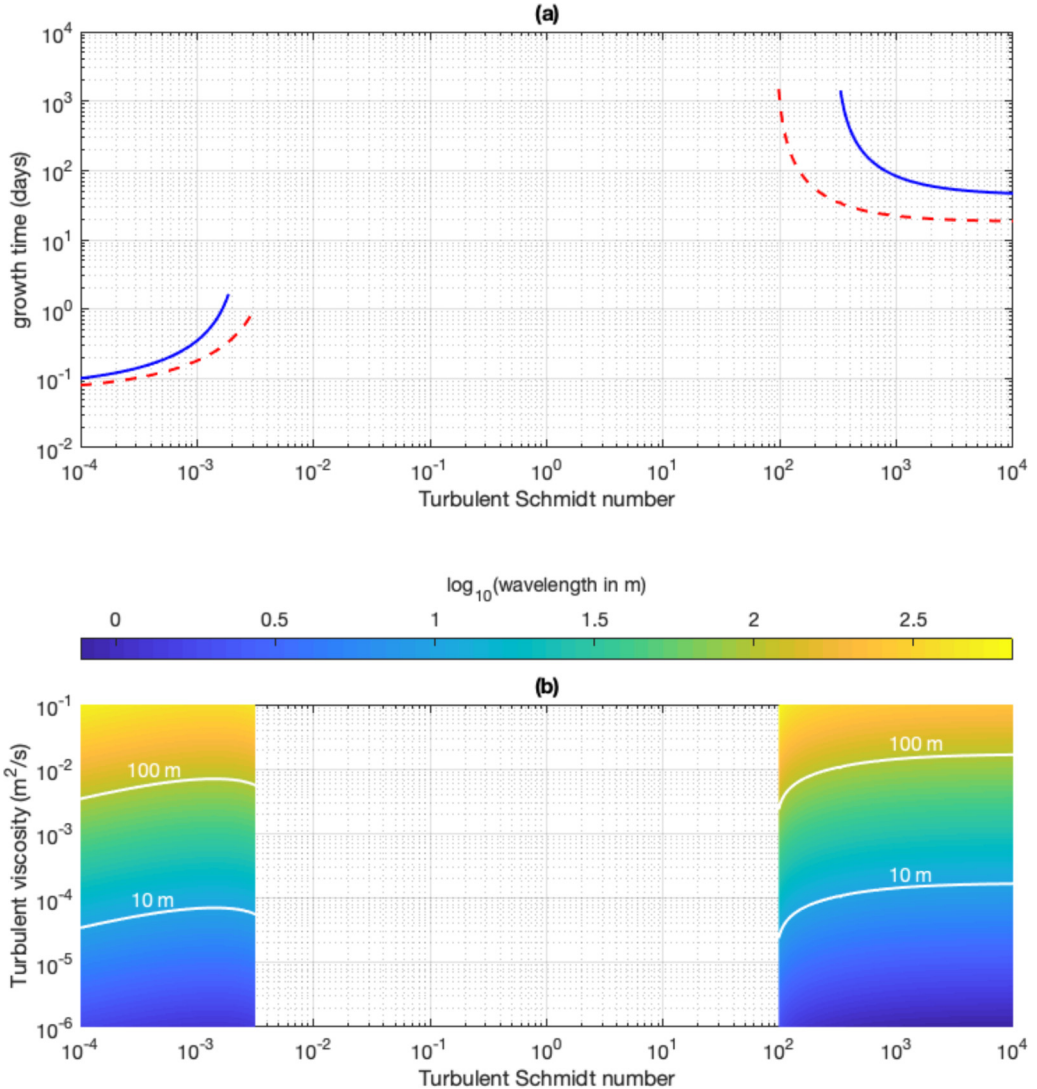 (a)
10^4
10^3
10^2
10^1
10^0
10^-1
10^-2
growth time (days)
10^-4 10^-3 10^-2 10^-1 10^0 10^1 10^2 10^3 10^4
Turbulent Schmidt number
log_10(wavelength in m)
0 0.5 1 1.5 2 2.5
(b)
10^-1
10^-2
10^-3
10^-4
10^-5
10^-6
Turbulent viscosity (m^2/s)
100 m 100 m
10 m 10 m
10^-4 10^-3 10^-2 10^-1 10^0 10^1 10^2 10^3 10^4
Turbulent Schmidt number